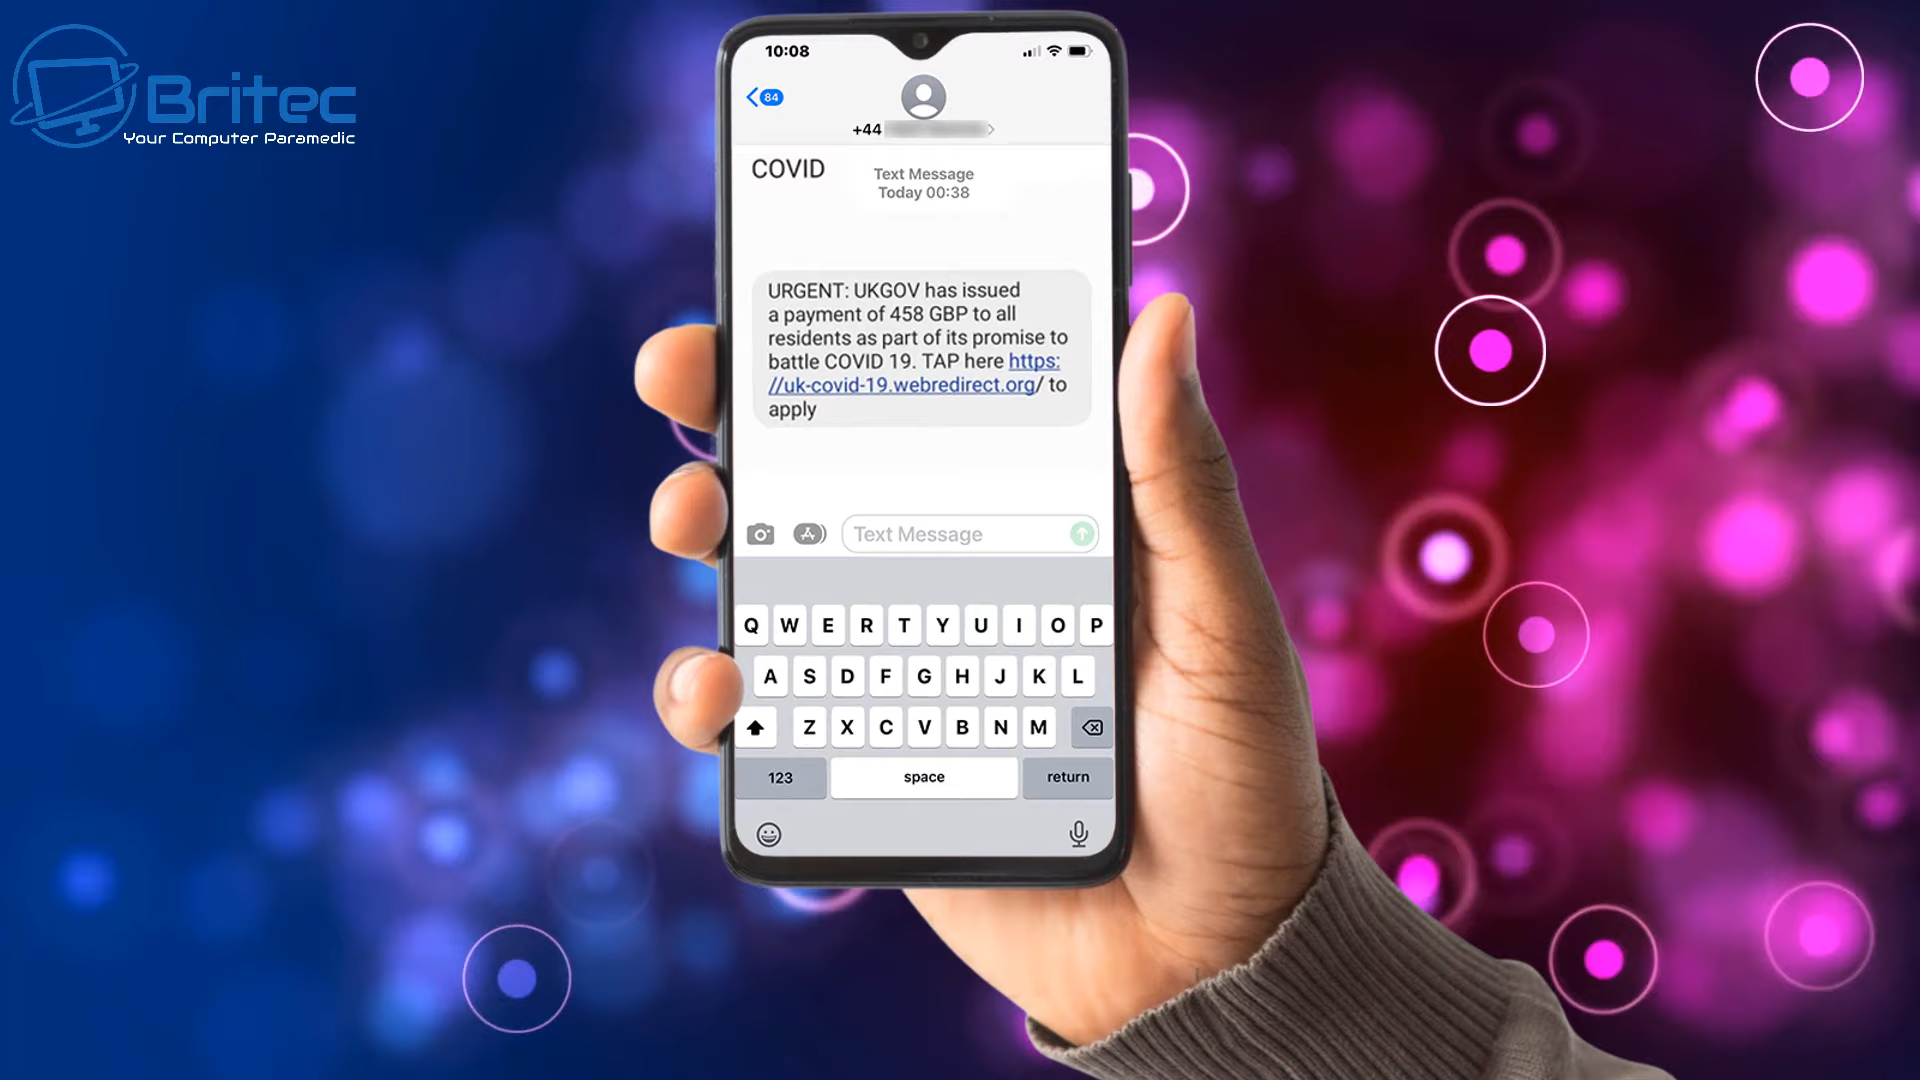 Britec
Your Computer Paramedic
10:08
84
+44
COVID
Text Message
Today 00:38
URGENT: UKGOV has issued
a payment of 458 GBP to all
residents as part of its promise to
battle COVID 19. TAP here https:
//uk-covid-19.webredirect.org/ to
apply
Text Message
Q W E R T Y U I O P
A S D F G H J K L
Z X C V B N M
123 space return